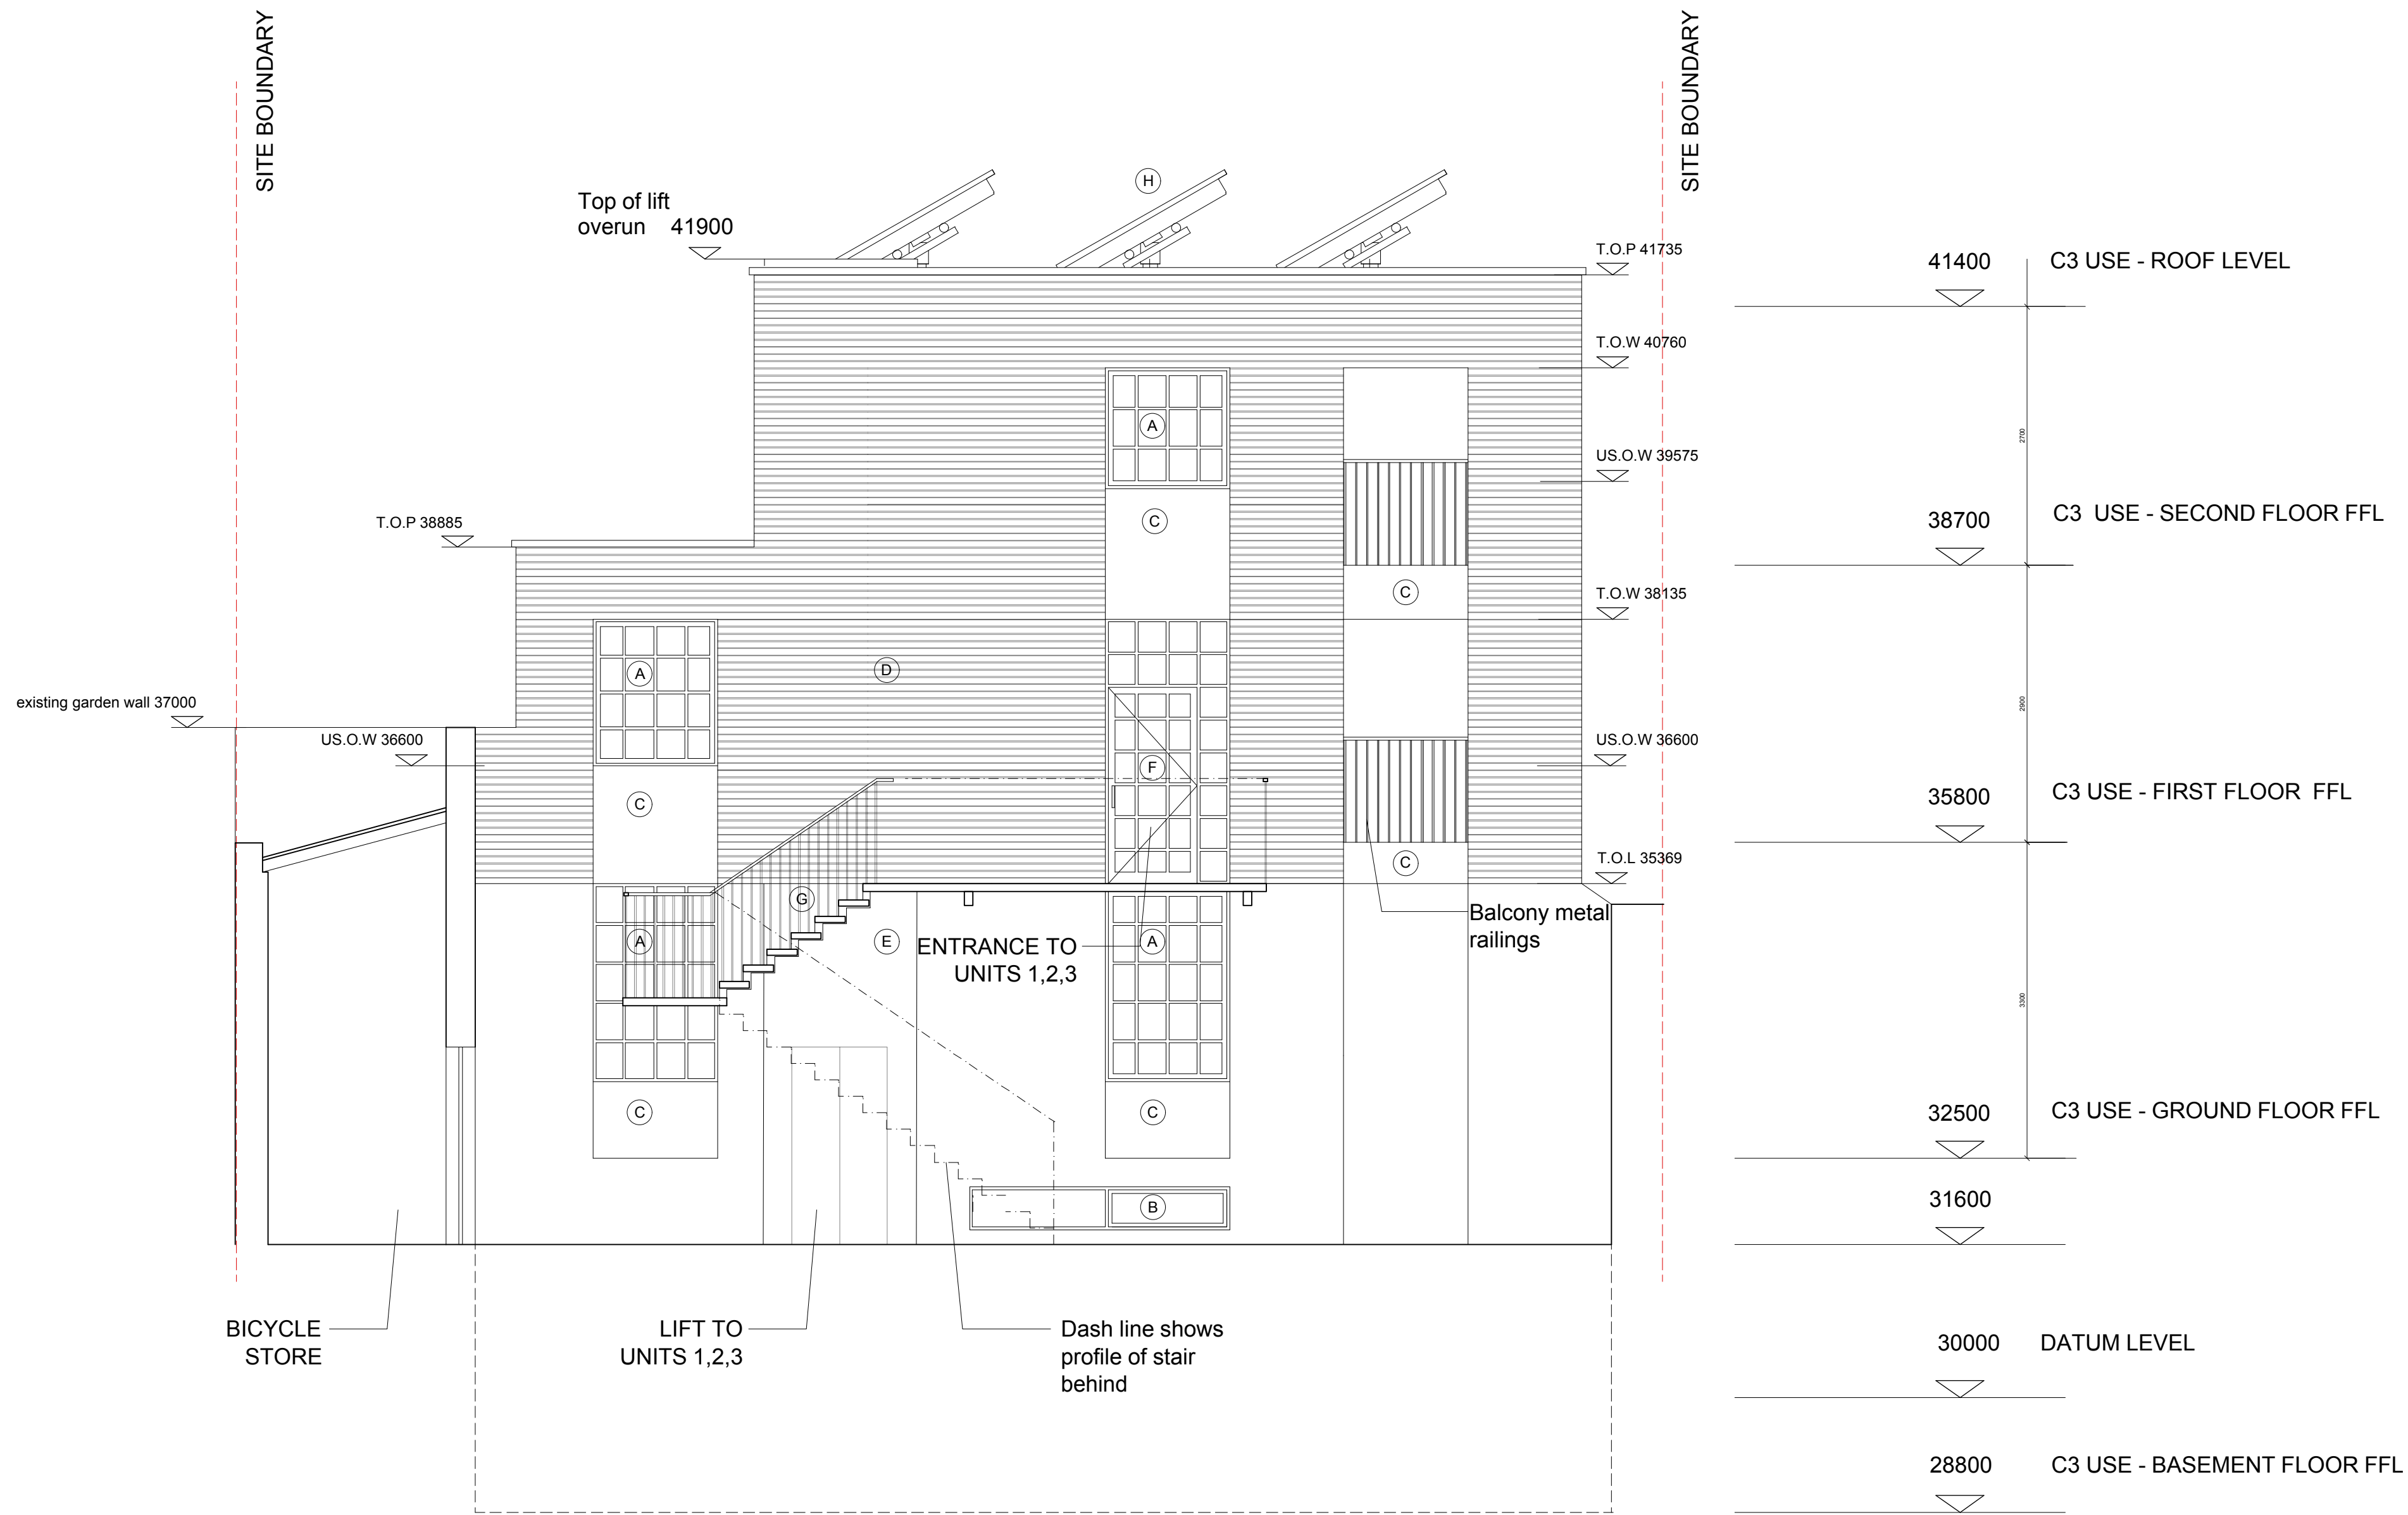 SITE BOUNDARY
SITE BOUNDARY
H
Top of lift
overun 41900
T.O.P 41735
41400 C3 USE - ROOF LEVEL
T.O.W 40760
A
2700
US.O.W 39575
C
T.O.P 38885
38700 C3 USE - SECOND FLOOR FFL
C
T.O.W 38135
A
D
existing garden wall 37000
2900
US.O.W 36600
US.O.W 36600
F
C
35800 C3 USE - FIRST FLOOR FFL
C
T.O.L 35369
G
Balcony metal
railings
A
E
ENTRANCE TO
UNITS 1,2,3
A
3300
C
C
32500 C3 USE - GROUND FLOOR FFL
B
31600
BICYCLE
STORE
LIFT TO
UNITS 1,2,3
Dash line shows
profile of stair
behind
30000 DATUM LEVEL
28800 C3 USE - BASEMENT FLOOR FFL